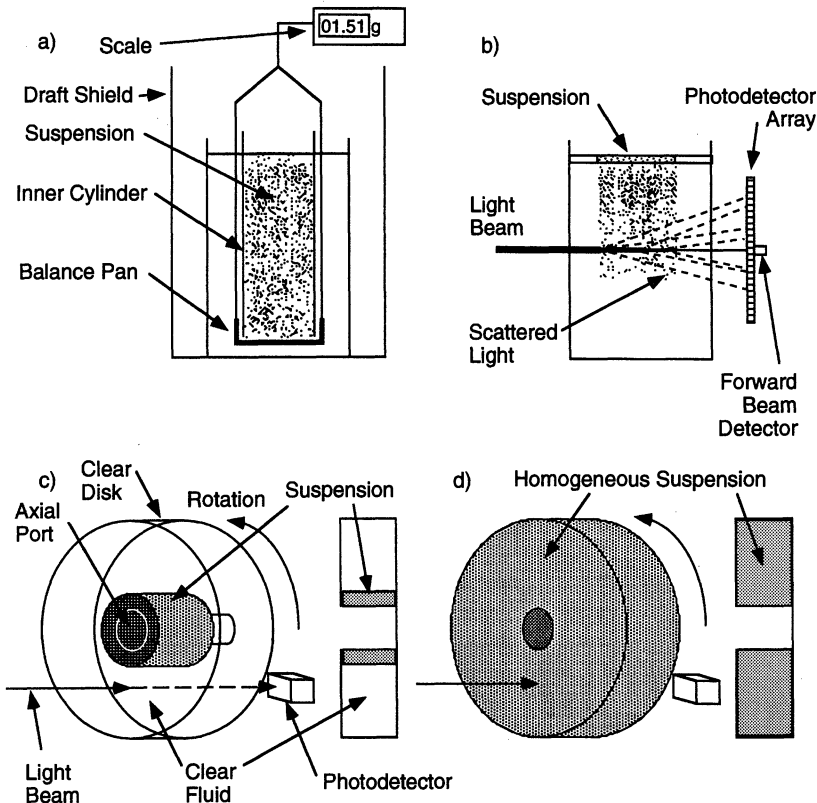 a)
01.51 g
Scale
Draft Shield
Suspension
Inner Cylinder
Balance Pan
b)
Suspension
Photodetector
Array
Light
Beam
Scattered
Light
Forward
Beam
Detector
c)
Clear
Disk
Axial
Port
Rotation
Suspension
Light
Beam
Clear
Fluid
Photodetector
d)
Homogeneous Suspension